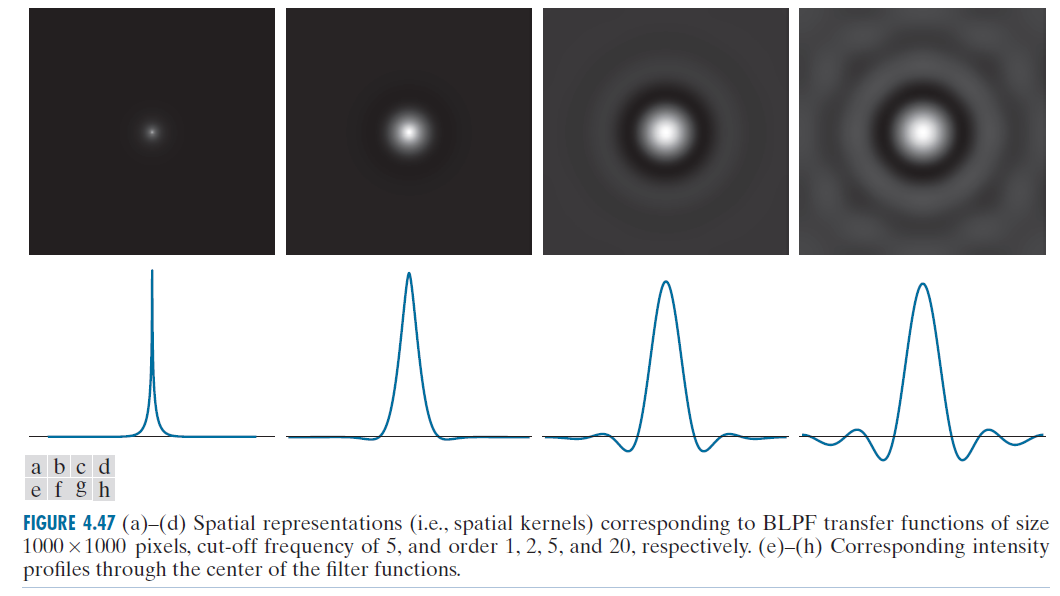 a b c d
e f g h
FIGURE 4.47 (a)–(d) Spatial representations (i.e., spatial kernels) corresponding to BLPF transfer functions of size
1000 × 1000 pixels, cut-off frequency of 5, and order 1, 2, 5, and 20, respectively. (e)–(h) Corresponding intensity
profiles through the center of the filter functions.